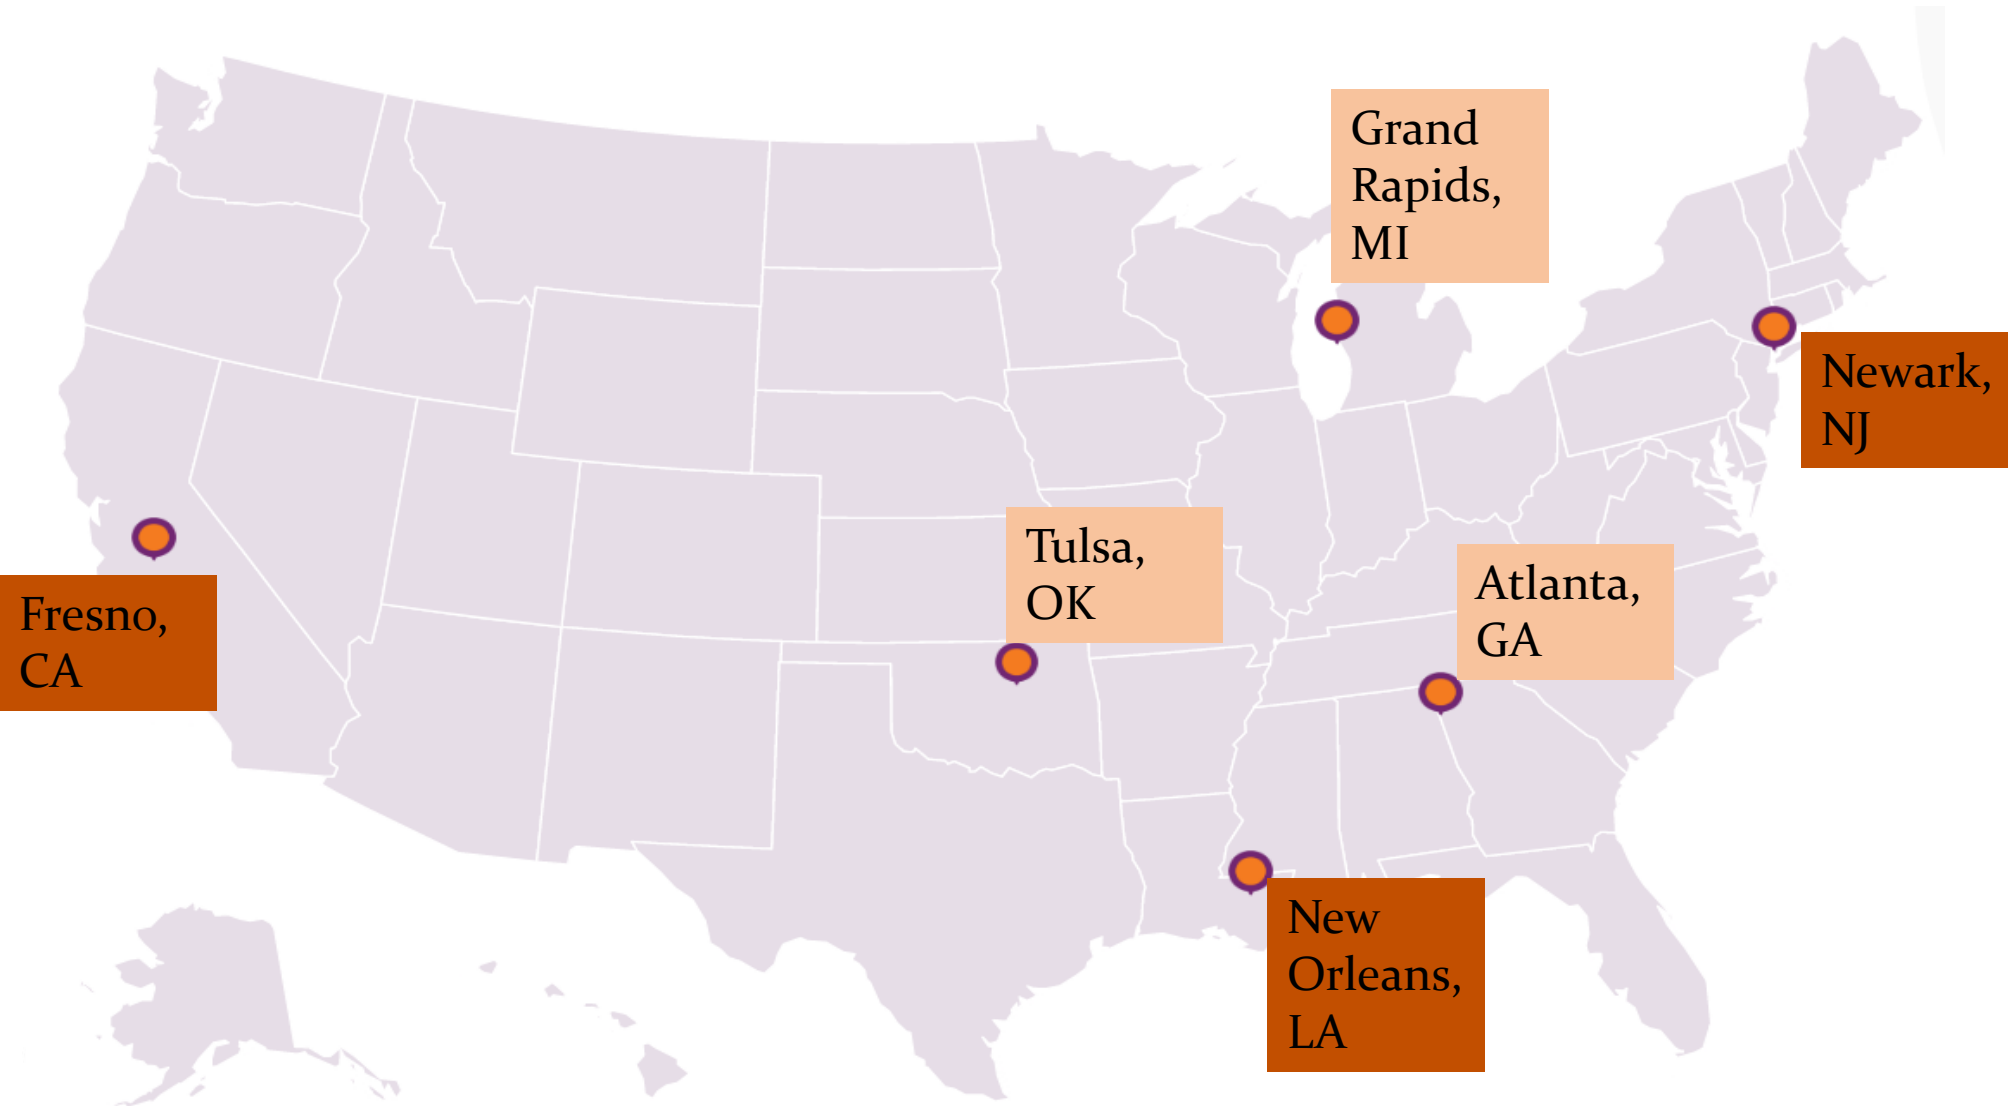 Grand
Rapids,
MI
Newark,
NJ
Tulsa,
OK
Atlanta,
GA
Fresno,
CA
New
Orleans,
LA